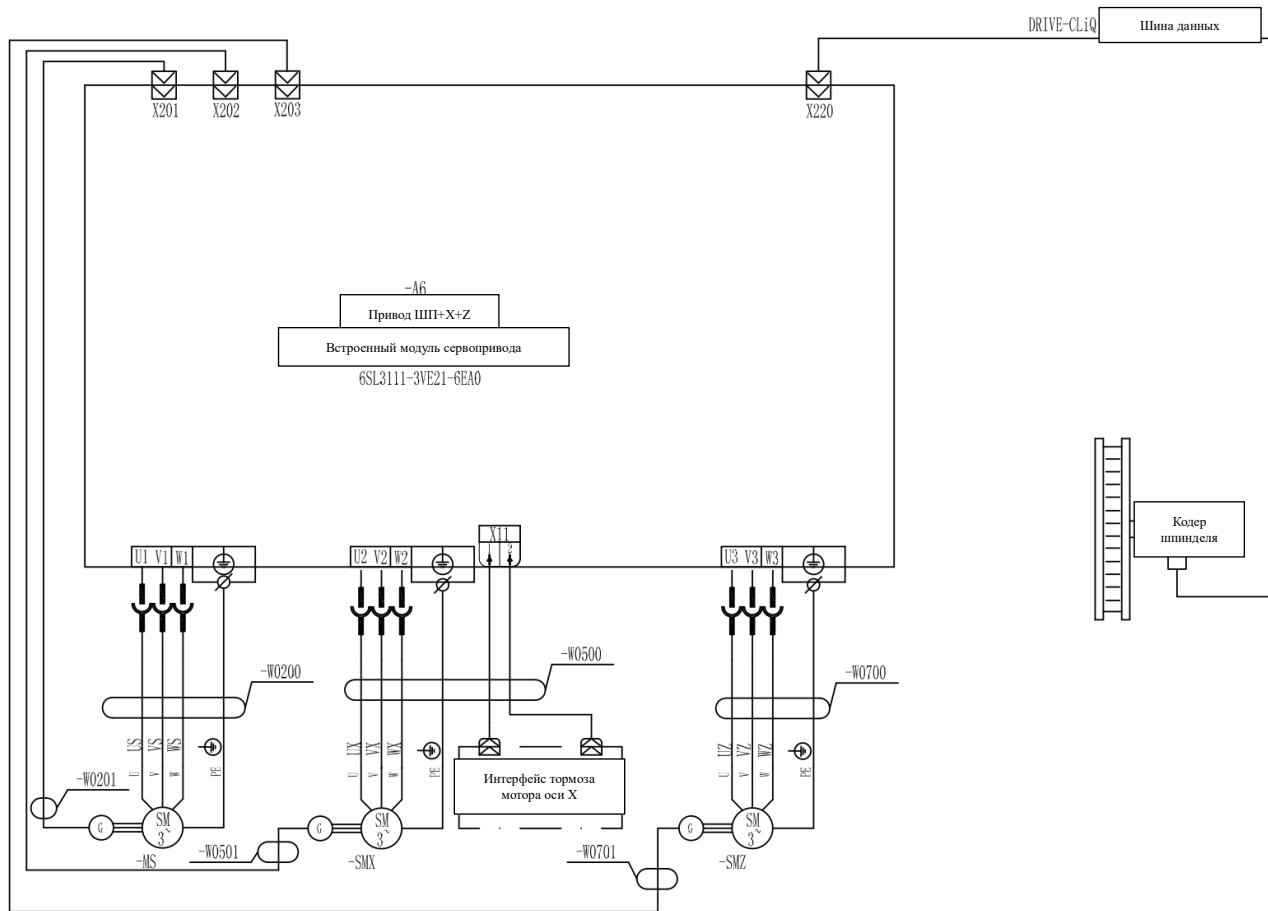 DRIVE-CLiQ
Шина данных
X201
X202
X203
X220
-A6
Привод ШП+X+Z
Встроенный модуль сервопривода
6SL3111-3VE21-6EA0
Кодер
шпинделя
X11
1
2
U1 V1 W1
U2 V2 W2
U3 V3 W3
-W0200
-W0500
-W0700
US
VS
WS
U
V
W
PE
UX
VX
WX
U
V
W
PE
UZ
VZ
WZ
U
V
W
PE
Интерфейс тормоза
мотора оси X
-W0201
G
SM
3~
-MS
-W0501
G
SM
3~
-SMX
-W0701
G
SM
3~
-SMZ